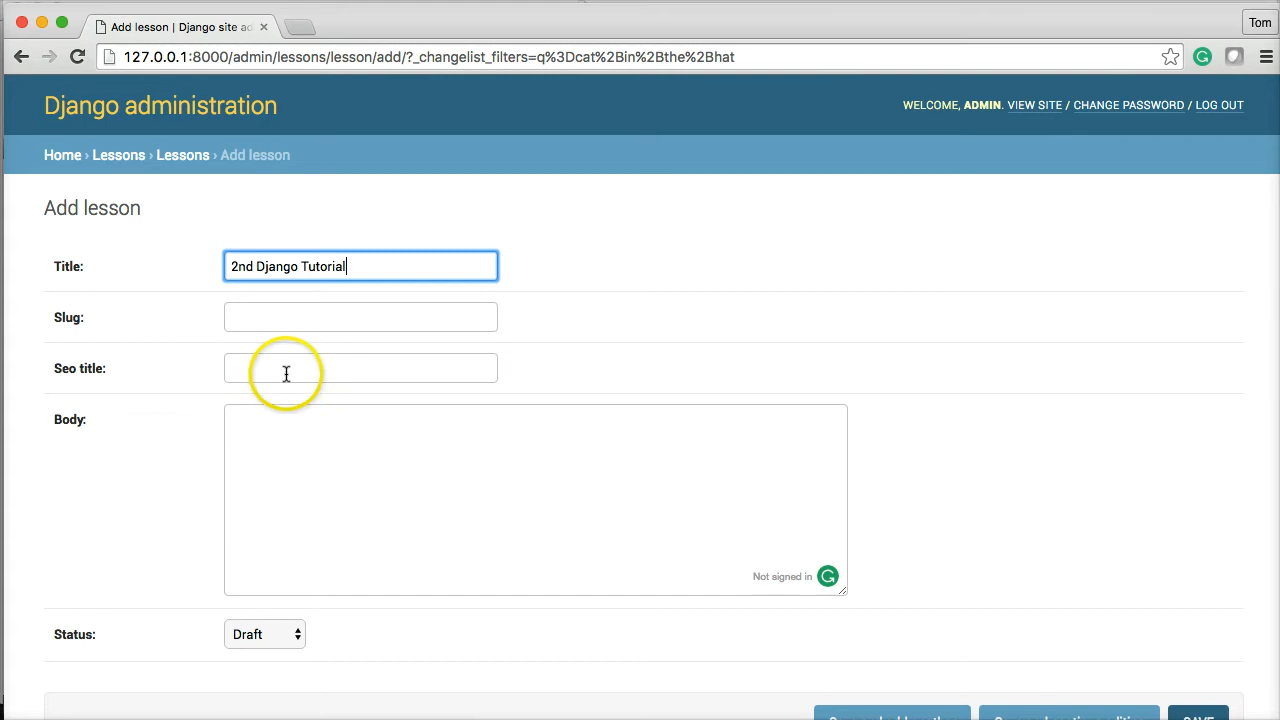 Add lesson | Django site ad
Tom
127.0.0.1:8000/admin/lessons/lesson/add/?_changelist_filters=q%3Dcat%2Bin%2Bthe%2Bhat
Django administration
WELCOME, ADMIN. VIEW SITE / CHANGE PASSWORD / LOG OUT
Home › Lessons › Lessons › Add lesson
Add lesson
Title: 2nd Django Tutorial
Slug:
Seo title:
Body:
Not signed in
Status: Draft
SAVE